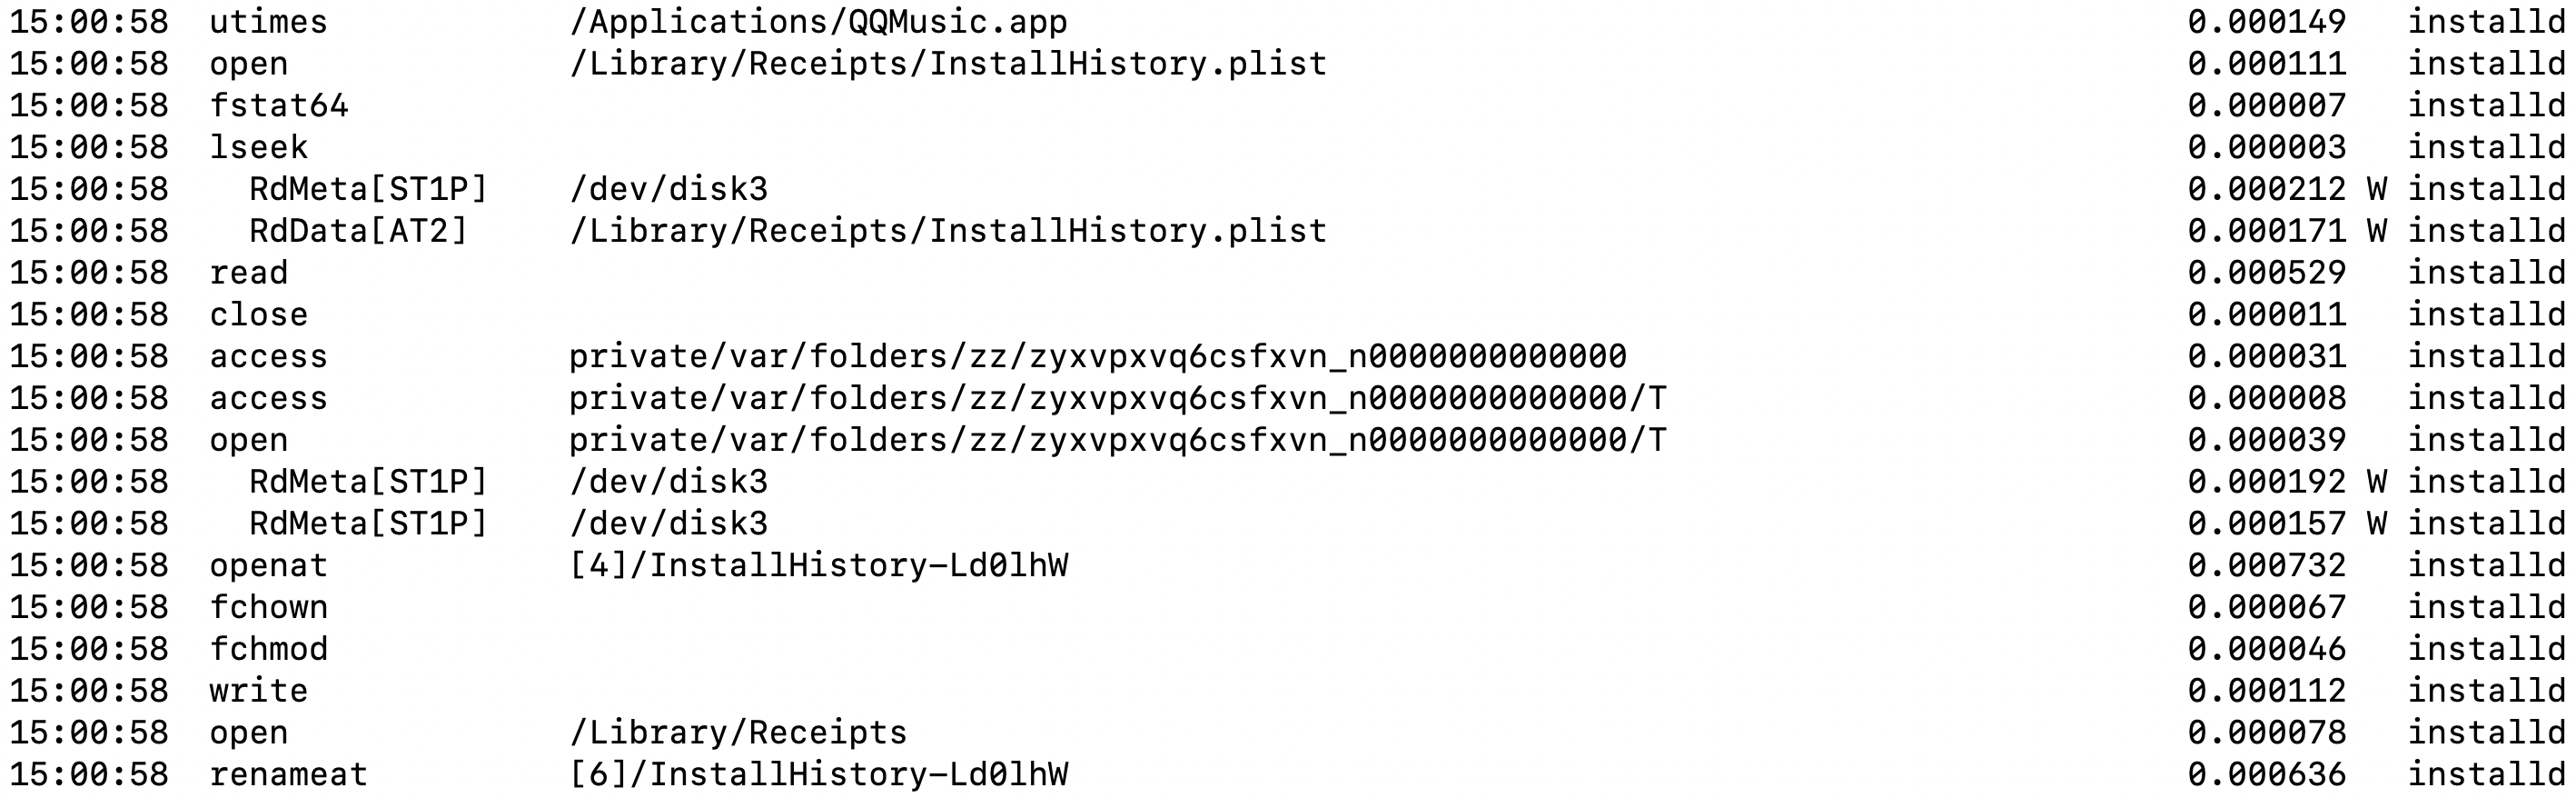 15:00:58  utimes            /Applications/QQMusic.app                                                        0.000149   installd
15:00:58  open              /Library/Receipts/InstallHistory.plist                                           0.000111   installd
15:00:58  fstat64                                                                                            0.000007   installd
15:00:58  lseek                                                                                              0.000003   installd
15:00:58    RdMeta[ST1P]    /dev/disk3                                                                       0.000212 W installd
15:00:58    RdData[AT2]     /Library/Receipts/InstallHistory.plist                                           0.000171 W installd
15:00:58  read                                                                                               0.000529   installd
15:00:58  close                                                                                              0.000011   installd
15:00:58  access            private/var/folders/zz/zyxvpxvq6csfxvn_n0000000000000                            0.000031   installd
15:00:58  access            private/var/folders/zz/zyxvpxvq6csfxvn_n0000000000000/T                          0.000008   installd
15:00:58  open              private/var/folders/zz/zyxvpxvq6csfxvn_n0000000000000/T                          0.000039   installd
15:00:58    RdMeta[ST1P]    /dev/disk3                                                                       0.000192 W installd
15:00:58    RdMeta[ST1P]    /dev/disk3                                                                       0.000157 W installd
15:00:58  openat            [4]/InstallHistory-Ld0lhW                                                        0.000732   installd
15:00:58  fchown                                                                                             0.000067   installd
15:00:58  fchmod                                                                                             0.000046   installd
15:00:58  write                                                                                              0.000112   installd
15:00:58  open              /Library/Receipts                                                                0.000078   installd
15:00:58  renameat          [6]/InstallHistory-Ld0lhW                                                        0.000636   installd